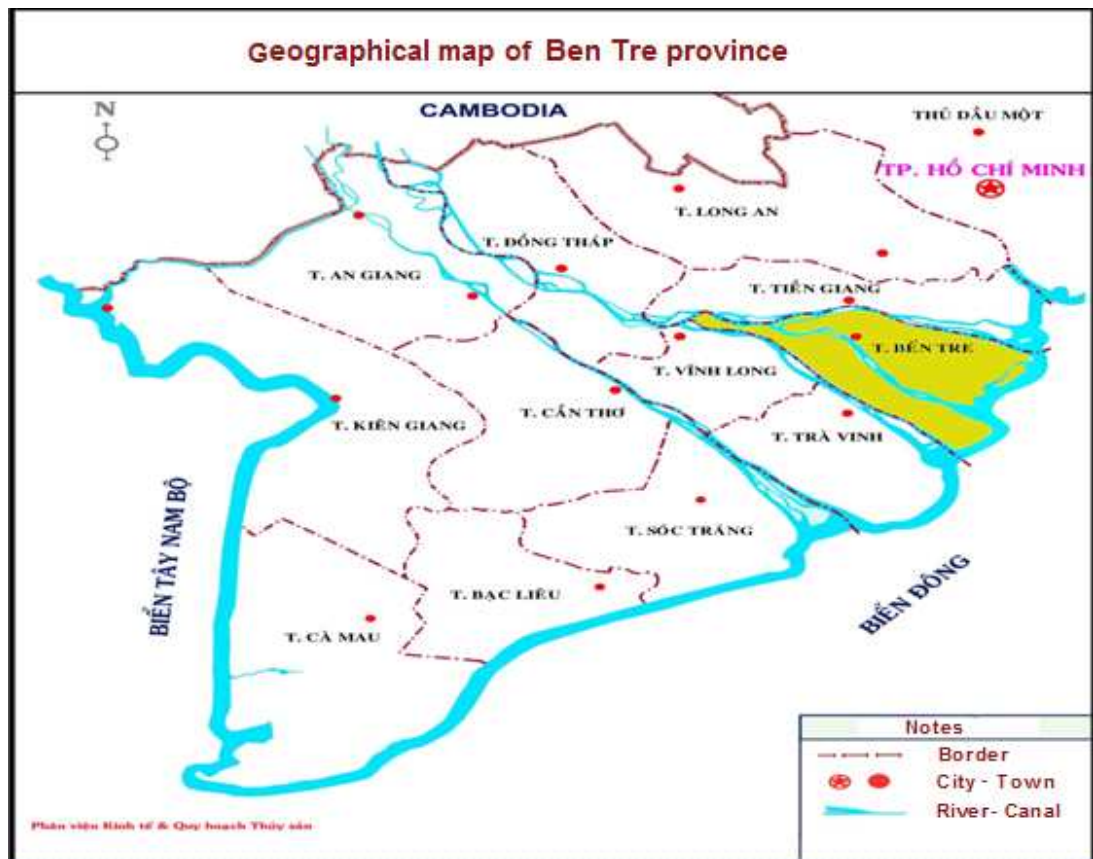 Geographical map of Ben Tre province
N
CAMBODIA
THỦ DẦU MỘT
TP. HỒ CHÍ MINH
T. LONG AN
T. ĐỒNG THÁP
T. AN GIANG
T. TIỀN GIANG
T. BẾN TRE
T. VĨNH LONG
T. CẦN THƠ
T. KIÊN GIANG
T. TRÀ VINH
T. SÓC TRĂNG
BIỂN TÂY NAM BỘ
BIỂN ĐÔNG
T. BẠC LIÊU
T. CÀ MAU
Notes
Border
City - Town
River- Canal
Phân viện Kinh tế & Quy hoạch Thủy sản